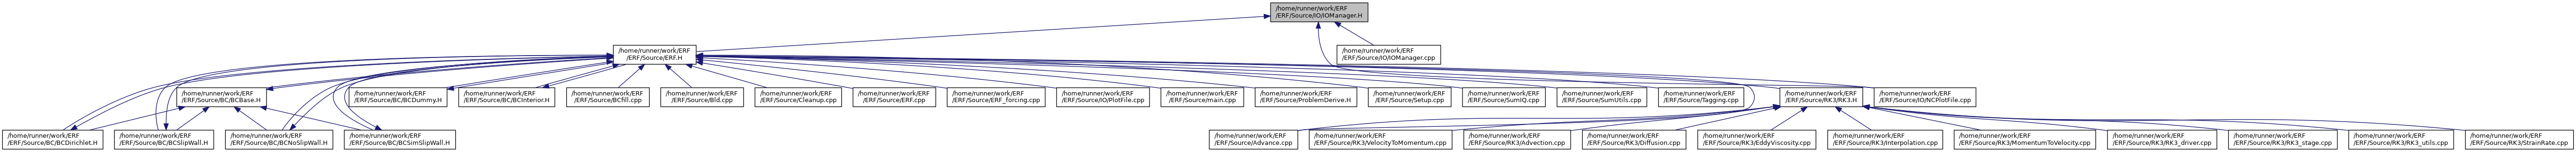 /home/runner/work/ERF
/ERF/Source/IO/IOManager.H
/home/runner/work/ERF
/ERF/Source/ERF.H
/home/runner/work/ERF
/ERF/Source/IO/IOManager.cpp
/home/runner/work/ERF
/ERF/Source/BC/BCBase.H
/home/runner/work/ERF
/ERF/Source/BC/BCDummy.H
/home/runner/work/ERF
/ERF/Source/BC/BCInterior.H
/home/runner/work/ERF
/ERF/Source/BCfill.cpp
/home/runner/work/ERF
/ERF/Source/Bld.cpp
/home/runner/work/ERF
/ERF/Source/Cleanup.cpp
/home/runner/work/ERF
/ERF/Source/ERF.cpp
/home/runner/work/ERF
/ERF/Source/ERF_forcing.cpp
/home/runner/work/ERF
/ERF/Source/IO/PlotFile.cpp
/home/runner/work/ERF
/ERF/Source/main.cpp
/home/runner/work/ERF
/ERF/Source/ProblemDerive.H
/home/runner/work/ERF
/ERF/Source/Setup.cpp
/home/runner/work/ERF
/ERF/Source/SumIQ.cpp
/home/runner/work/ERF
/ERF/Source/SumUtils.cpp
/home/runner/work/ERF
/ERF/Source/Tagging.cpp
/home/runner/work/ERF
/ERF/Source/RK3/RK3.H
/home/runner/work/ERF
/ERF/Source/IO/NCPlotFile.cpp
/home/runner/work/ERF
/ERF/Source/BC/BCDirichlet.H
/home/runner/work/ERF
/ERF/Source/BC/BCSlipWall.H
/home/runner/work/ERF
/ERF/Source/BC/BCNoSlipWall.H
/home/runner/work/ERF
/ERF/Source/BC/BCSimSlipWall.H
/home/runner/work/ERF
/ERF/Source/Advance.cpp
/home/runner/work/ERF
/ERF/Source/RK3/VelocityToMomentum.cpp
/home/runner/work/ERF
/ERF/Source/RK3/Advection.cpp
/home/runner/work/ERF
/ERF/Source/RK3/Diffusion.cpp
/home/runner/work/ERF
/ERF/Source/RK3/EddyViscosity.cpp
/home/runner/work/ERF
/ERF/Source/RK3/Interpolation.cpp
/home/runner/work/ERF
/ERF/Source/RK3/MomentumToVelocity.cpp
/home/runner/work/ERF
/ERF/Source/RK3/RK3_driver.cpp
/home/runner/work/ERF
/ERF/Source/RK3/RK3_stage.cpp
/home/runner/work/ERF
/ERF/Source/RK3/RK3_utils.cpp
/home/runner/work/ERF
/ERF/Source/RK3/StrainRate.cpp